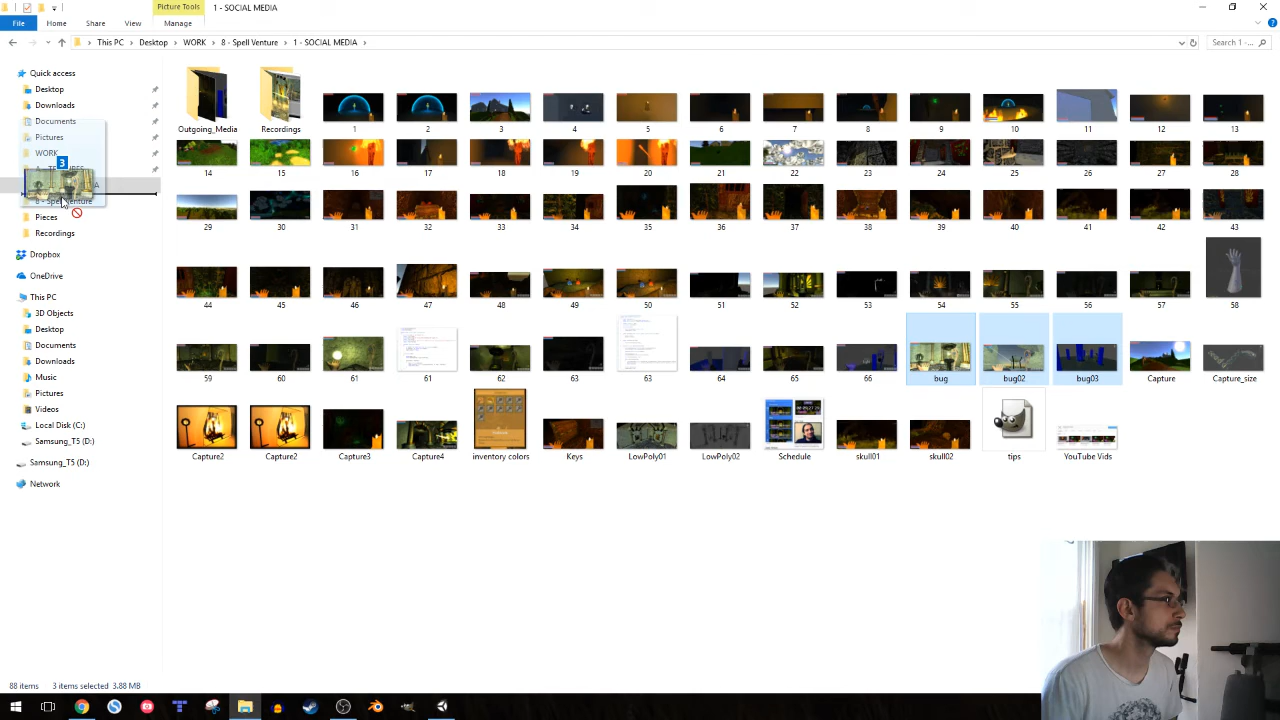 Picture Tools
1 - SOCIAL MEDIA
File
Home
Share
View
Manage
This PC
Desktop
WORK
8 - Spell Venture
1 - SOCIAL MEDIA
Search 1 -...
Quick access
Desktop
Downloads
Documents
Pictures
WORK
3
8 - Spell Venture
Pieces
Recordings
Dropbox
OneDrive
This PC
3D Objects
Desktop
Documents
Downloads
Music
Pictures
Videos
Local Disk (C:)
Samsung_T5 (D:)
Samsung_T5 (D:)
Network
Outgoing_Media
Recordings
1
2
3
4
5
6
7
8
9
10
11
12
13
14
15
16
17
18
19
20
21
22
23
24
25
26
27
28
29
30
31
32
33
34
35
36
37
38
39
40
41
42
43
44
45
46
47
48
49
50
51
52
53
54
55
56
57
58
59
60
61
61
62
63
63
64
65
66
bug
bug02
bug03
Capture
Capture_size
Capture2
Capture2
Capture3
Capture4
inventory colors
Keys
LowPoly01
LowPoly02
Schedule
skull01
skull02
tips
YouTube Vids
88 items
3 items selected
3.88 MB